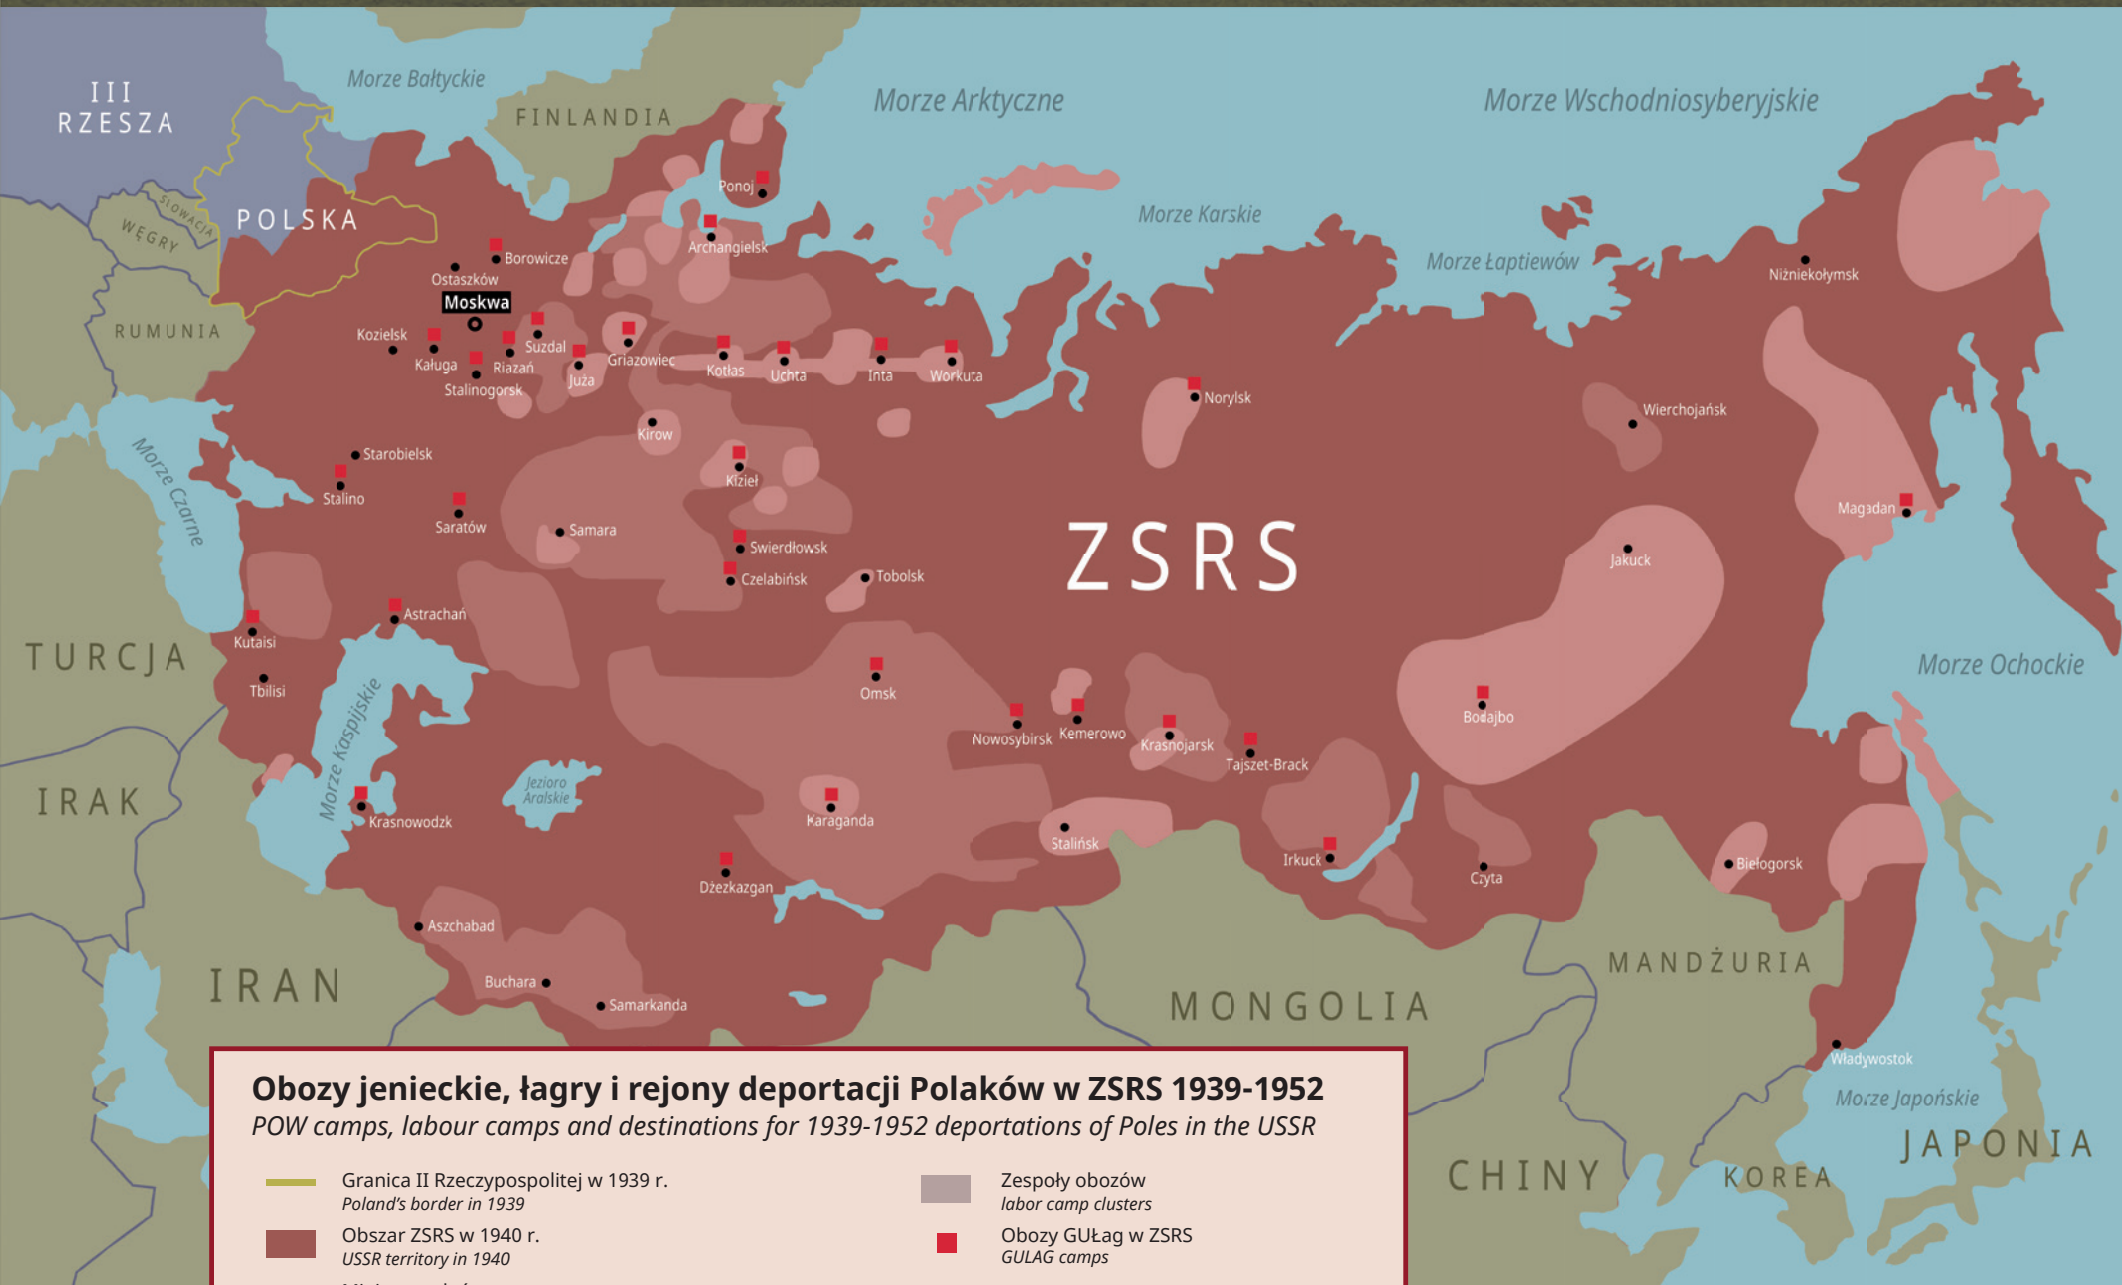 III
RZESZA
Morze Bałtyckie
FINLANDIA
Morze Arktyczne
Morze Wschodniosyberyjskie
SŁOWACJA
WĘGRY
POLSKA
Ponoj
Morze Karskie
Archangielsk
Borowicze
Ostaszków
Morze Łaptiewów
Niżniekołymsk
Moskwa
RUMUNIA
Kozielsk
Kaługa
Riazań
Suzdal
Stalinogorsk
Juża
Griazowiec
Kotłas
Uchta
Inta
Workuta
Norylsk
Wierchojańsk
Morze Czarne
Kirow
Starobielsk
Stalino
Kizieł
Saratów
Samara
Swierdłowsk
Czelabińsk
Tobolsk
ZSRS
Magadan
Jakuck
TURCJA
Kutaisi
Astrachań
Tbilisi
Morze Kaspijskie
Omsk
Morze Ochockie
Nowosybirsk
Kemerowo
Krasnojarsk
Tajszet-Brack
Bodajbo
IRAK
Jezioro
Aralskie
Krasnowodzk
Karaganda
Stalińsk
Irkuck
Czyta
Biełogorsk
Dżezkazgan
Aszchabad
IRAN
Buchara
Samarkanda
MONGOLIA
MANDŻURIA
Władywostok
Morze Japońskie
JAPONIA
CHINY
KOREA
Obozy jenieckie, łagry i rejony deportacji Polaków w ZSRS 1939-1952
POW camps, labour camps and destinations for 1939-1952 deportations of Poles in the USSR
Granica II Rzeczypospolitej w 1939 r.
Poland's border in 1939
Obszar ZSRS w 1940 r.
USSR territory in 1940
Zespoły obozów
labor camp clusters
Obozy GUŁag w ZSRS
GULAG camps